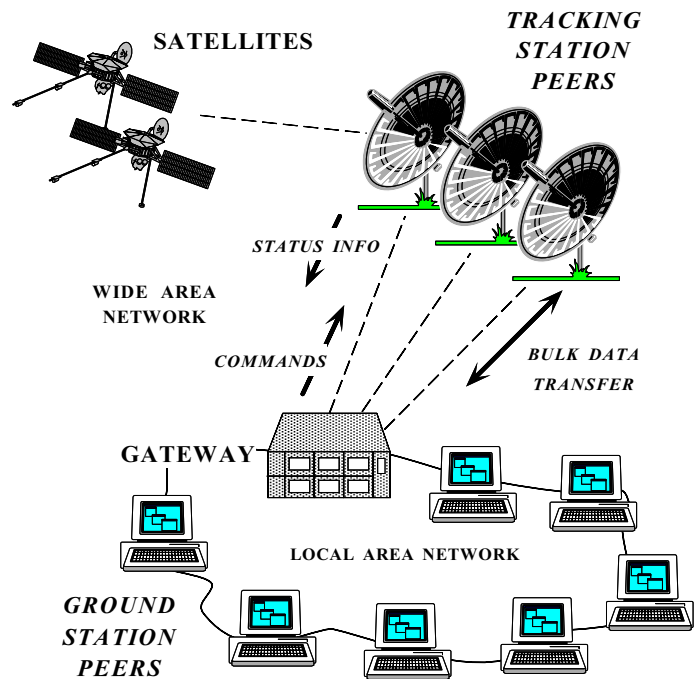 SATELLITES
TRACKING
STATION
PEERS
STATUS INFO
WIDE AREA
NETWORK
COMMANDS
BULK DATA
TRANSFER
GATEWAY
LOCAL AREA NETWORK
GROUND
STATION
PEERS